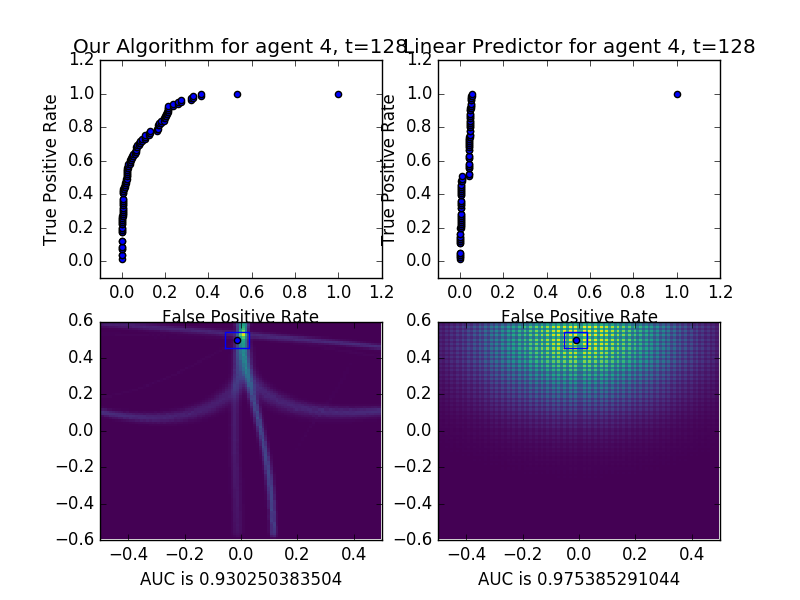 Our Algorithm for agent 4, t=128
Linear Predictor for agent 4, t=128
True Positive Rate
1.2
1.0
0.8
0.6
0.4
0.2
0.0
0.0 0.2 0.4 0.6 0.8 1.0 1.2
False Positive Rate
True Positive Rate
1.2
1.0
0.8
0.6
0.4
0.2
0.0
0.0 0.2 0.4 0.6 0.8 1.0 1.2
False Positive Rate
0.6
0.4
0.2
0.0
−0.2
−0.4
−0.6
−0.4 −0.2 0.0 0.2 0.4
AUC is 0.930250383504
0.6
0.4
0.2
0.0
−0.2
−0.4
−0.6
−0.4 −0.2 0.0 0.2 0.4
AUC is 0.975385291044